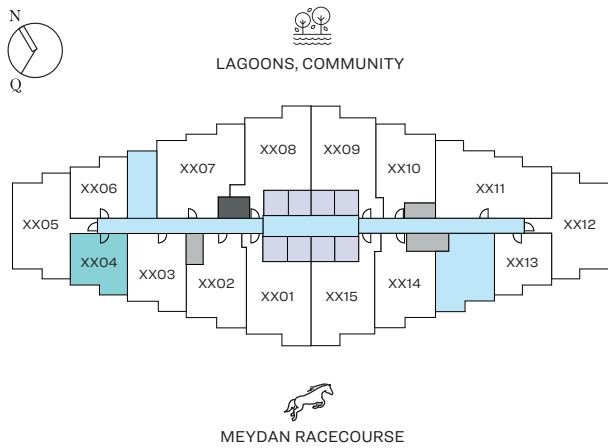 N
Q
LAGOONS, COMMUNITY
XX08
XX09
XX07
XX10
XX06
XX11
XX05
XX12
XX04
XX03
XX02
XX01
XX15
XX14
XX13
MEYDAN RACECOURSE